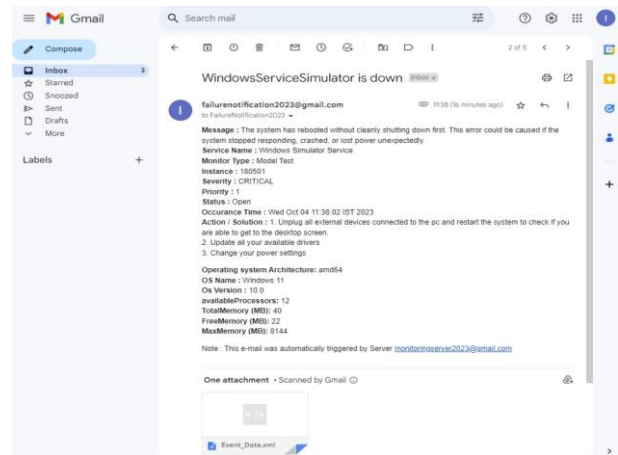 Gmail
Search mail
Compose
Inbox 3
Starred
Snoozed
Sent
Drafts
More
Labels +
2 of 5
WindowsServiceSimulator is down Inbox x
failurenotification2023@gmail.com
11:38 (16 minutes ago)
to FailureNotification2023
Message : The system has rebooted without cleanly shutting down first. This error could be caused if the
system stopped responding, crashed, or lost power unexpectedly.
Service Name : Windows Simulator Service
Monitor Type : Model Test
Instance : 180591
Severity : CRITICAL
Priority : 1
Status : Open
Occurance Time : Wed Oct 04 11:38:02 IST 2023
Action / Solution : 1. Unplug all external devices connected to the pc and restart the system to check if you
are able to get to the desktop screen.
2. Update all your available drivers
3. Change your power settings
Operating system Architecture: amd64
OS Name : Windows 11
Os Version : 10.0
availableProcessors: 12
TotalMemory (MB): 40
FreeMemory (MB): 22
MaxMemory (MB): 8144
Note : This e-mail was automatically triggered by Server monitoringserver2023@gmail.com
One attachment • Scanned by Gmail
Event_Data.xml